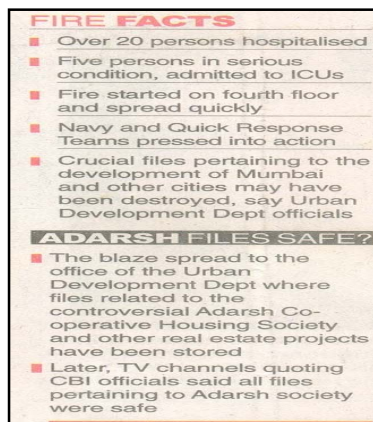 FIRE FACTS
Over 20 persons hospitalised
Five persons in serious
condition, admitted to ICUs
Fire started on fourth floor
and spread quickly
Navy and Quick Response
Teams pressed into action
Crucial files pertaining to the
development of Mumbai
and other cities may have
been destroyed, say Urban
Development Dept officials
ADARSH FILES SAFE?
The blaze spread to the
office of the Urban
Development Dept where
files related to the
controversial Adarsh Co-
operative Housing Society
and other real estate projects
have been stored
Later, TV channels quoting
CBI officials said all files
pertaining to Adarsh society
were safe